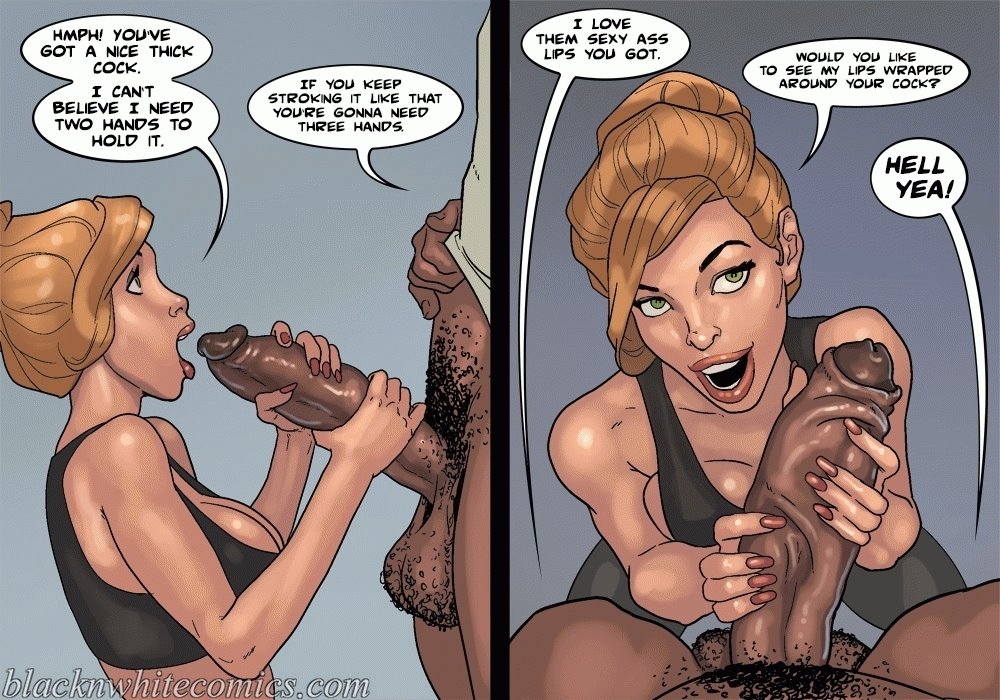 HMPH! YOU'VE
GOT A NICE THICK
COCK.
I CAN'T
BELIEVE I NEED
TWO HANDS TO
HOLD IT.
IF YOU KEEP
STROKING IT LIKE THAT
YOU'RE GONNA NEED
THREE HANDS.
I LOVE
THEM SEXY ASS
LIPS YOU GOT.
WOULD YOU LIKE
TO SEE MY LIPS WRAPPED
AROUND YOUR COCK?
HELL
YEA!
blacknwhitecomics.com